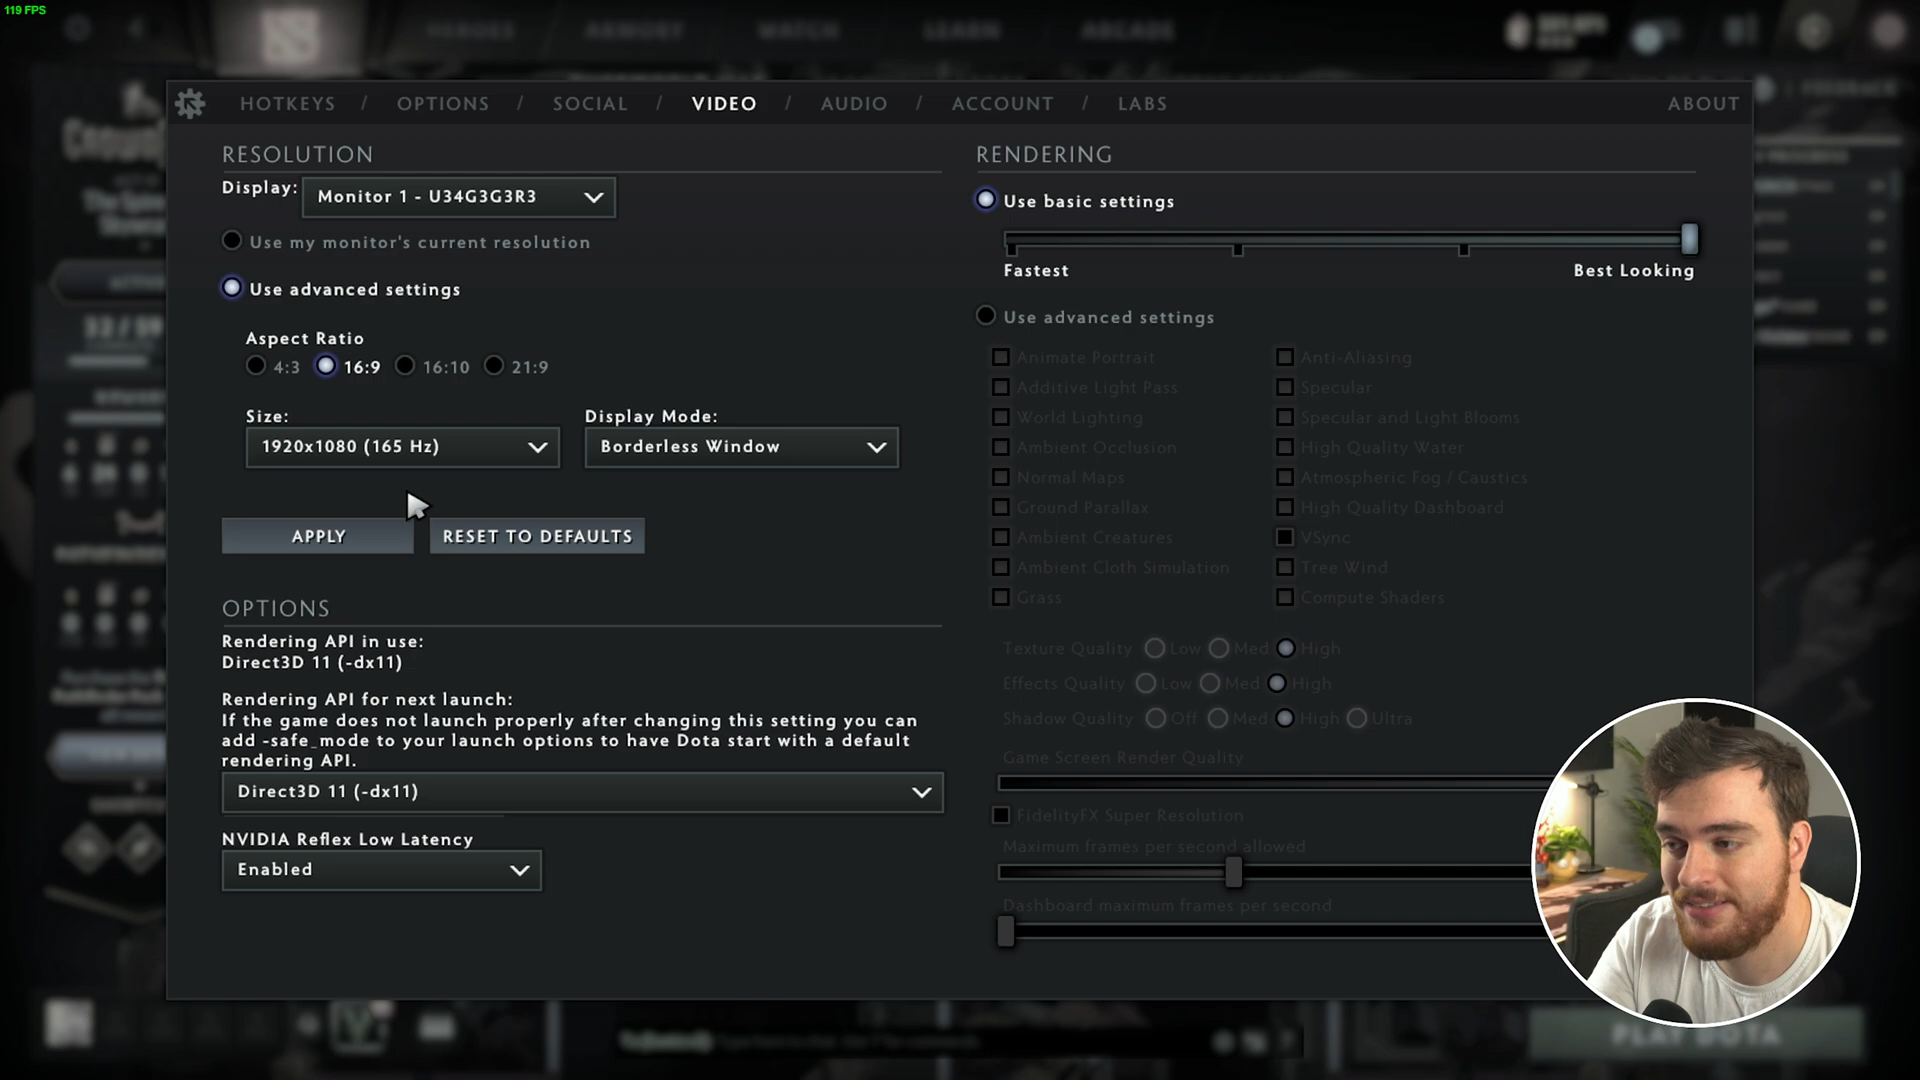 119 FPS
HEROES ARMORY WATCH LEARN ARCADE
HOTKEYS / OPTIONS / SOCIAL / VIDEO / AUDIO / ACCOUNT / LABS ABOUT
RESOLUTION
Display: Monitor 1 - U34G3G3R3
Use my monitor's current resolution
Use advanced settings
Aspect Ratio
4:3 16:9 16:10 21:9
Size: Display Mode:
1920x1080 (165 Hz) Borderless Window
APPLY RESET TO DEFAULTS
OPTIONS
Rendering API in use:
Direct3D 11 (-dx11)
Rendering API for next launch:
If the game does not launch properly after changing this setting you can
add -safe_mode to your launch options to have Dota start with a default
rendering API.
Direct3D 11 (-dx11)
NVIDIA Reflex Low Latency
Enabled
RENDERING
Use basic settings
Fastest Best Looking
Use advanced settings
Animate Portrait Anti-Aliasing
Additive Light Pass Specular
World Lighting Specular and Light Blooms
Ambient Occlusion High Quality Water
Normal Maps Atmospheric Fog / Caustics
Ground Parallax High Quality Dashboard
Ambient Creatures VSync
Ambient Cloth Simulation Tree Wind
Grass Compute Shaders
Texture Quality Low Med High
Effects Quality Low Med High
Shadow Quality Off Med High Ultra
Game Screen Render Quality
FidelityFX Super Resolution
Maximum frames per second allowed
Dashboard maximum frames per second
PLAY DOTA